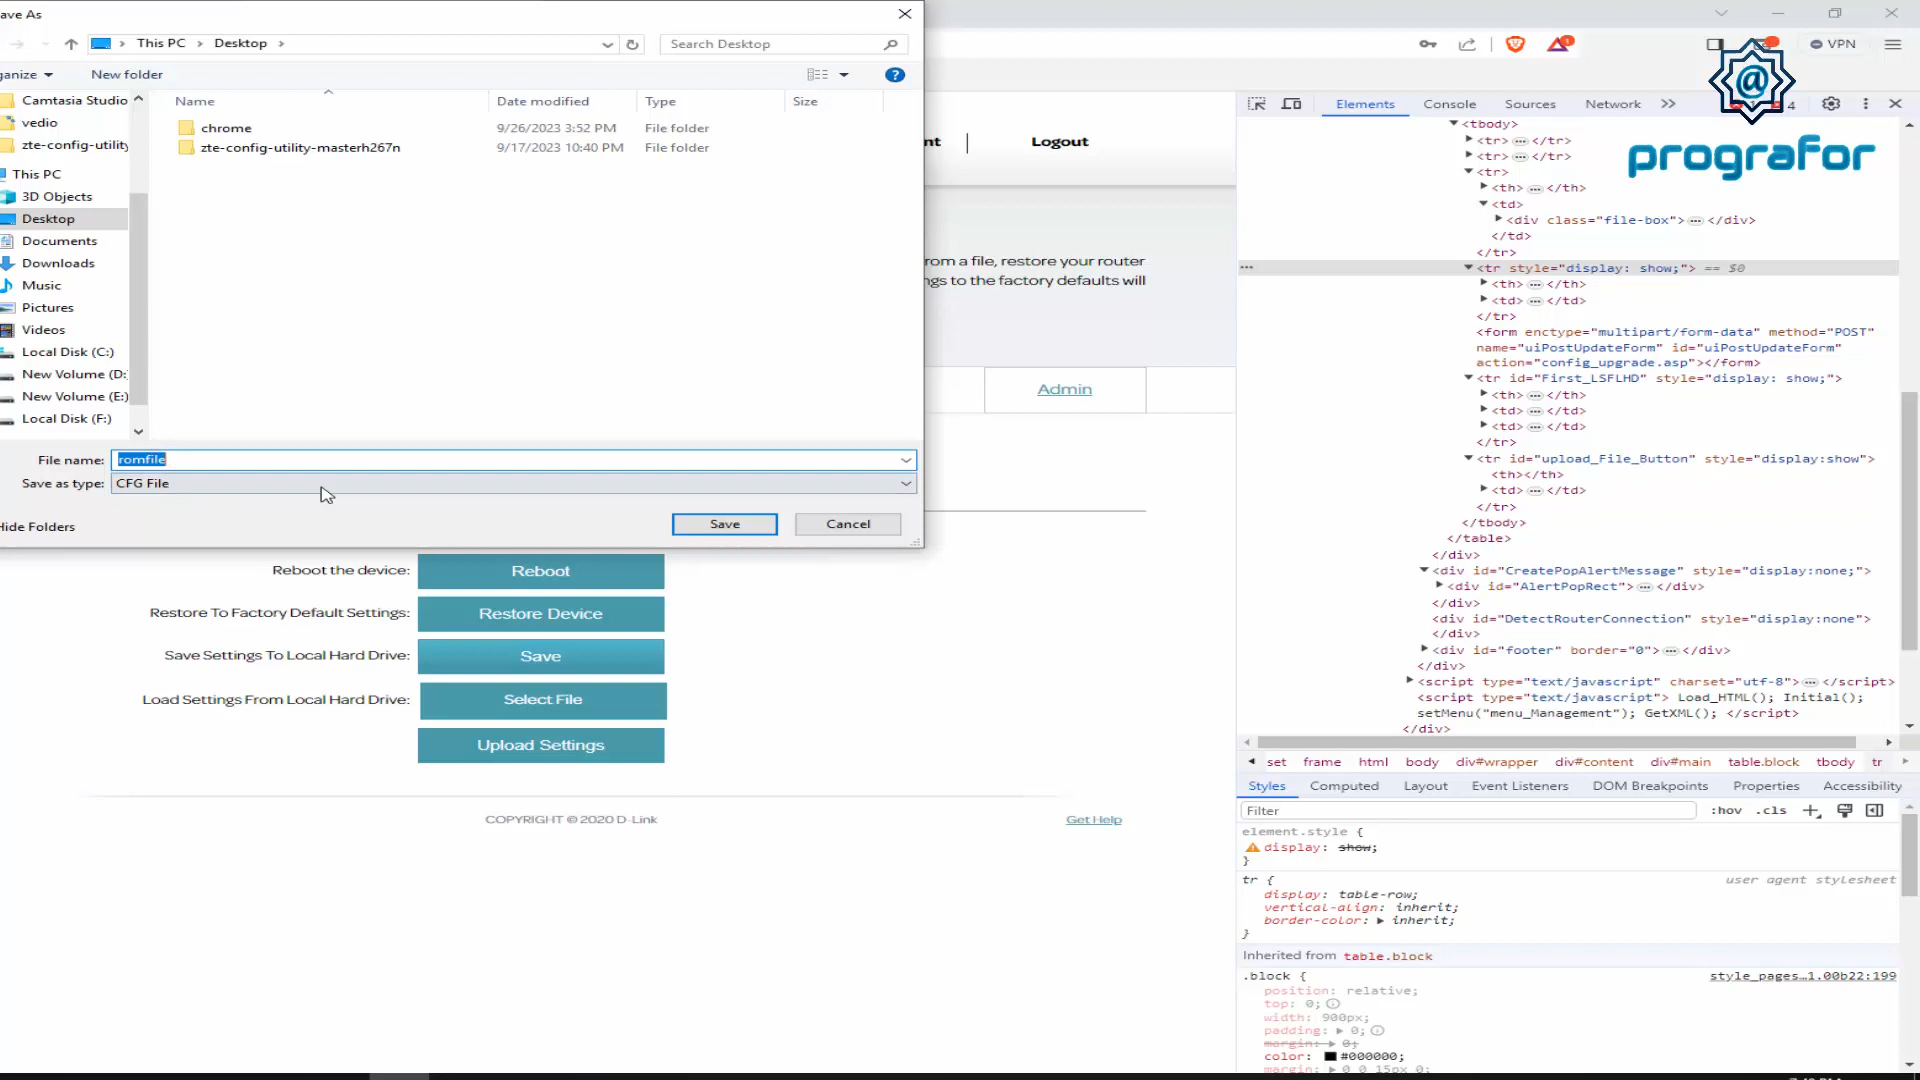 ave As
This PC > Desktop >
Search Desktop
VPN
ganize
New folder
Name
Date modified
Type
Size
Camtasia Studio
vedio
zte-config-utility
This PC
3D Objects
Desktop
Documents
Downloads
Music
Pictures
Videos
Local Disk (C:)
New Volume (D:)
New Volume (E:)
Local Disk (F:)
chrome 9/26/2023 3:52 PM File folder
zte-config-utility-masterh267n 9/17/2023 10:40 PM File folder
File name: romfile
Save as type: CFG File
Hide Folders
Save
Cancel
nt | Logout
rom a file, restore your router
ngs to the factory defaults will
Admin
Reboot the device: Reboot
Restore To Factory Default Settings: Restore Device
Save Settings To Local Hard Drive: Save
Load Settings From Local Hard Drive: Select File
Upload Settings
COPYRIGHT © 2020 D-Link
Get Help
@
prografor
Elements Console Sources Network » 4
<tbody>
<tr> ••• </tr>
<tr> ••• </tr>
<tr>
<th> ••• </th>
<td>
<div class="file-box"> ••• </div>
</td>
</tr>
<tr style="display: show;"> == $0
<th> ••• </th>
<td> ••• </td>
</tr>
<form enctype="multipart/form-data" method="POST"
name="uiPostUpdateForm" id="uiPostUpdateForm"
action="config_upgrade.asp"></form>
<tr id="First_LSFLHD" style="display: show;">
<th> ••• </th>
<td> ••• </td>
<td> ••• </td>
</tr>
<tr id="upload_File_Button" style="display:show">
<th></th>
<td> ••• </td>
</tr>
</tbody>
</table>
</div>
<div id="CreatePopAlertMessage" style="display:none;">
<div id="AlertPopRect"> ••• </div>
</div>
<div id="DetectRouterConnection" style="display:none">
</div>
<div id="footer" border="0"> ••• </div>
</div>
<script type="text/javascript" charset="utf-8"> ••• </script>
<script type="text/javascript"> Load_HTML(); Initial();
setMenu("menu_Management"); GetXML(); </script>
</div>
set frame html body div#wrapper div#content div#main table.block tbody tr
Styles Computed Layout Event Listeners DOM Breakpoints Properties Accessibility
Filter
:hov .cls
element.style {
display: show;
}
tr {
user agent stylesheet
display: table-row;
vertical-align: inherit;
border-color: inherit;
}
Inherited from table.block
.block {
style_pages…1.00b22:199
position: relative;
top: 0;
width: 900px;
padding: 0;
margin: 0;
color: #000000;
margin: 0 0 15px 0;